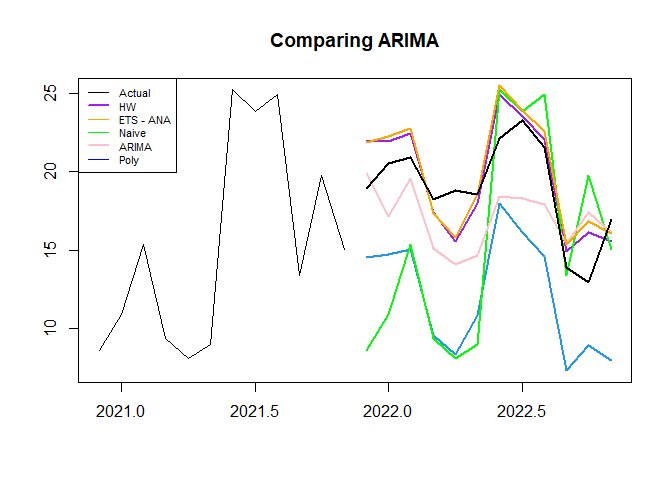 Comparing ARIMA
Actual
HW
ETS - ANA
Naive
ARIMA
Poly
25
20
15
10
2021.0
2021.5
2022.0
2022.5